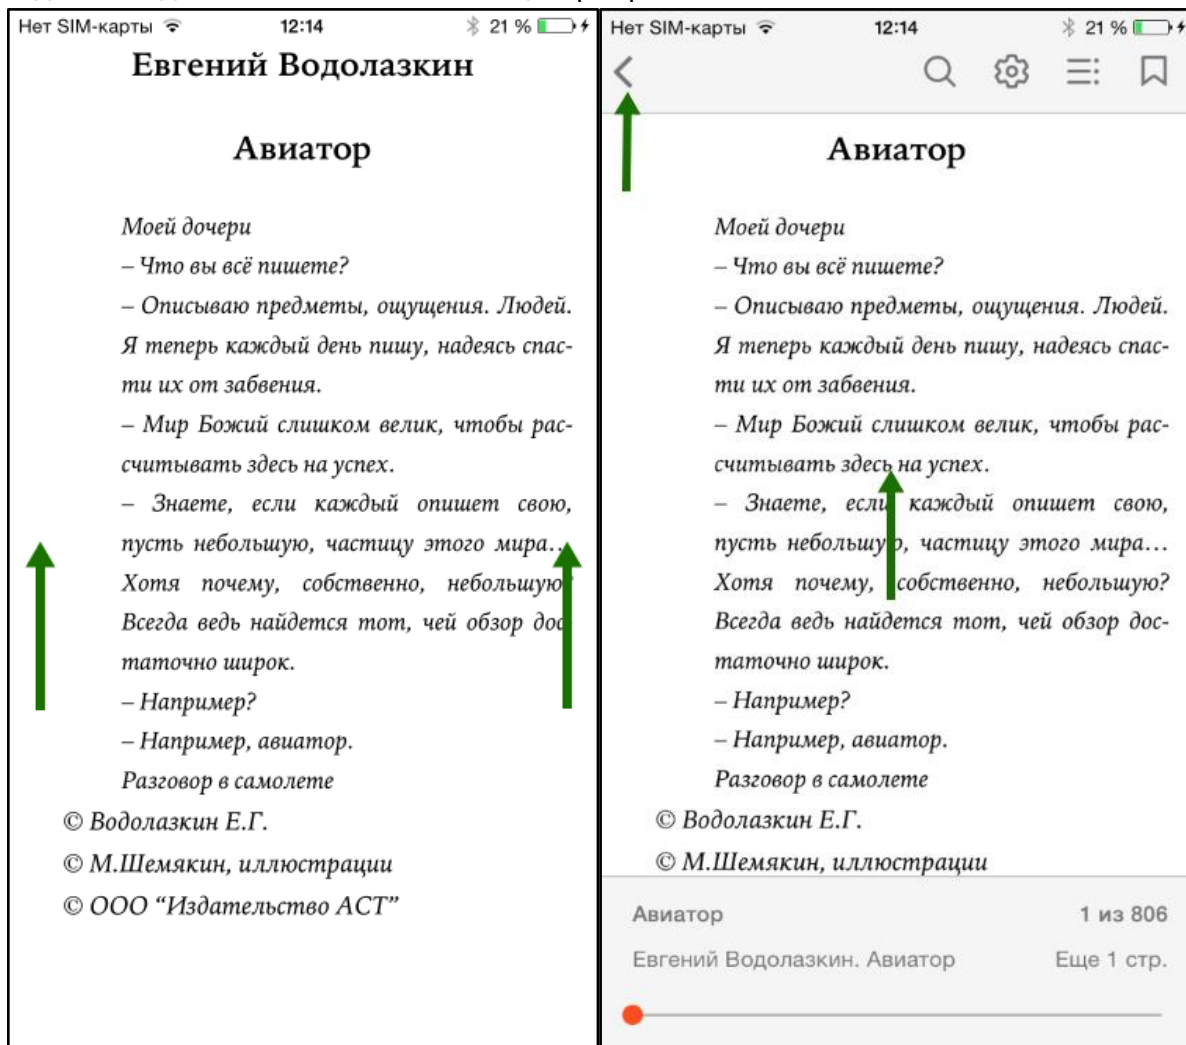 Нет SIM-карты 12:14 21 %
Евгений Водолазкин
Авиатор
Моей дочери
– Что вы всё пишете?
– Описываю предметы, ощущения. Людей.
Я теперь каждый день пишу, надеясь спас-
ти их от забвения.
– Мир Божий слишком велик, чтобы рас-
считывать здесь на успех.
– Знаете, если каждый опишет свою,
пусть небольшую, частицу этого мира...
Хотя почему, собственно, небольшую?
Всегда ведь найдется тот, чей обзор дос-
таточно широк.
– Например?
– Например, авиатор.
Разговор в самолете
© Водолазкин Е.Г.
© М.Шемякин, иллюстрации
© ООО “Издательство АСТ”
Нет SIM-карты 12:14 21 %
Авиатор
Моей дочери
– Что вы всё пишете?
– Описываю предметы, ощущения. Людей.
Я теперь каждый день пишу, надеясь спас-
ти их от забвения.
– Мир Божий слишком велик, чтобы рас-
считывать здесь на успех.
– Знаете, если каждый опишет свою,
пусть небольшую, частицу этого мира...
Хотя почему, собственно, небольшую?
Всегда ведь найдется тот, чей обзор дос-
таточно широк.
– Например?
– Например, авиатор.
Разговор в самолете
© Водолазкин Е.Г.
© М.Шемякин, иллюстрации
Авиатор 1 из 806
Евгений Водолазкин. Авиатор Еще 1 стр.